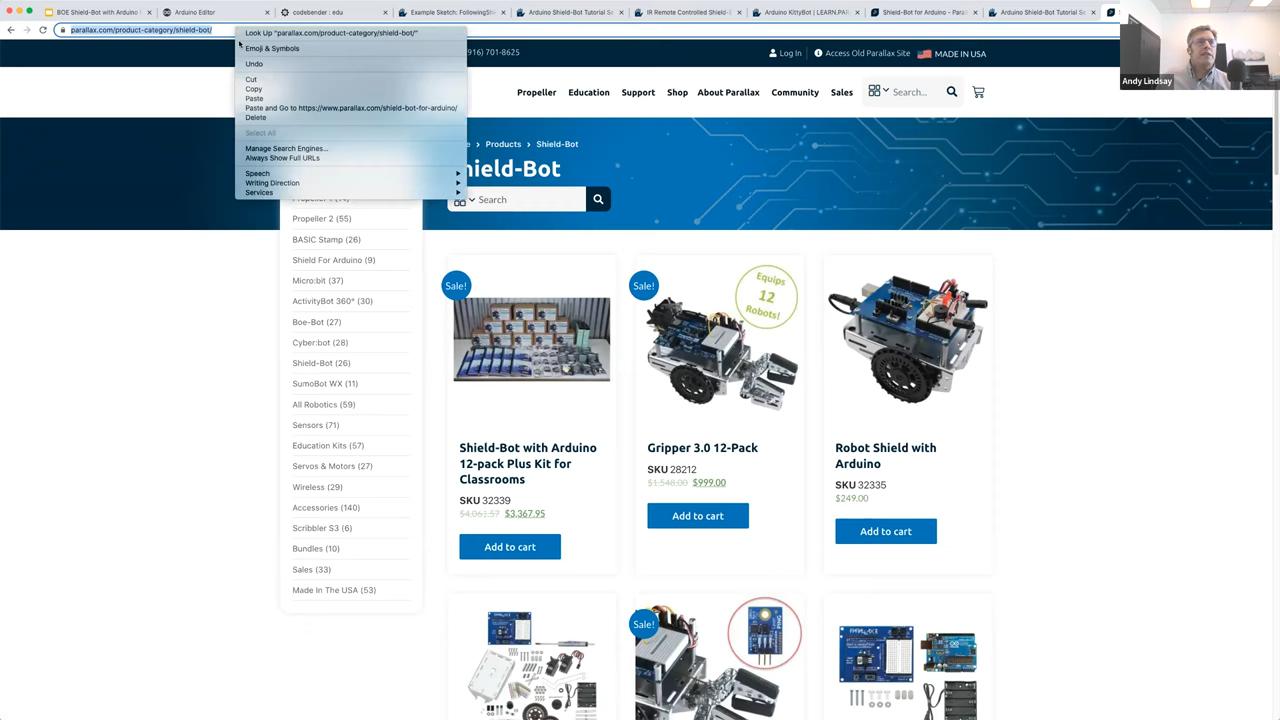 BOE Shield-Bot with Arduino
Arduino Editor
codebender : edu
Example Sketch: FollowingShie
Arduino Shield-Bot Tutorial Se
IR Remote Controlled Shield-B
Arduino KittyBot | LEARN.PAR
Shield-Bot for Arduino - Paral
Arduino Shield-Bot Tutorial Se
parallax.com/product-category/shield-bot/
Look Up "parallax.com/product-category/shield-bot/"
Emoji & Symbols
Undo
Cut
Copy
Paste
Paste and Go to https://www.parallax.com/shield-bot-for-arduino/
Delete
Select All
Manage Search Engines...
Always Show Full URLs
Speech
Writing Direction
Services
916) 701-8625
Log In
Access Old Parallax Site
MADE IN USA
Andy Lindsay
Propeller
Education
Support
Shop
About Parallax
Community
Sales
Search...
Products
Shield-Bot
hield-Bot
Search
Propeller 2 (55)
BASIC Stamp (26)
Shield For Arduino (9)
Micro:bit (37)
ActivityBot 360° (30)
Boe-Bot (27)
Cyber:bot (28)
Shield-Bot (26)
SumoBot WX (11)
All Robotics (59)
Sensors (71)
Education Kits (57)
Servos & Motors (27)
Wireless (29)
Accessories (140)
Scribbler S3 (6)
Bundles (10)
Sales (33)
Made In The USA (53)
Sale!
Shield-Bot with Arduino
12-pack Plus Kit for
Classrooms
SKU 32339
$4,061.57 $3,367.95
Add to cart
Sale!
Equips
12
Robots!
Gripper 3.0 12-Pack
SKU 28212
$1,548.00 $999.00
Add to cart
Robot Shield with
Arduino
SKU 32335
$249.00
Add to cart
Sale!